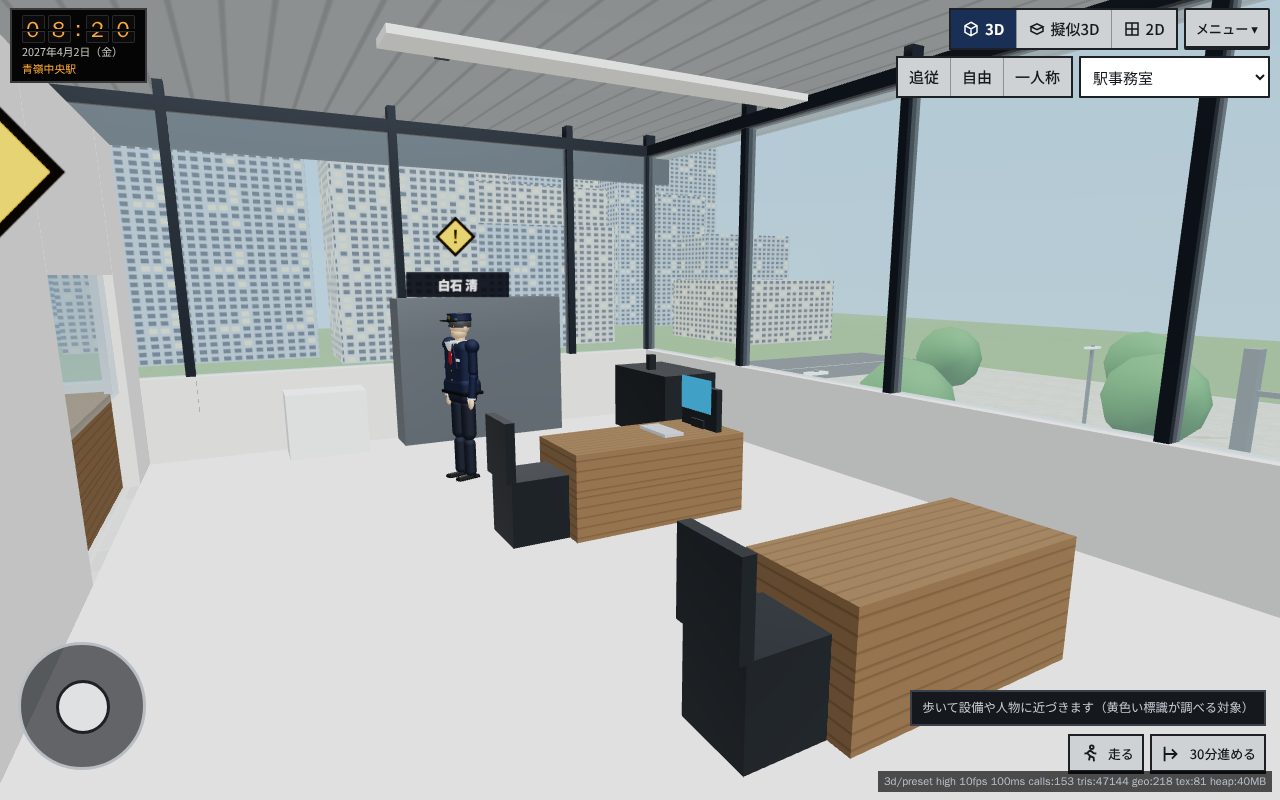 08:20
2027年4月2日（金）
青嶺中央駅
3D
擬似3D
2D
メニュー▾
追従
自由
一人称
駅事務室
!
白石 清
歩いて設備や人物に近づきます（黄色い標識が調べる対象）
走る
30分進める
3d/preset high 10fps 100ms calls:153 tris:47144 geo:218 tex:81 heap:40MB